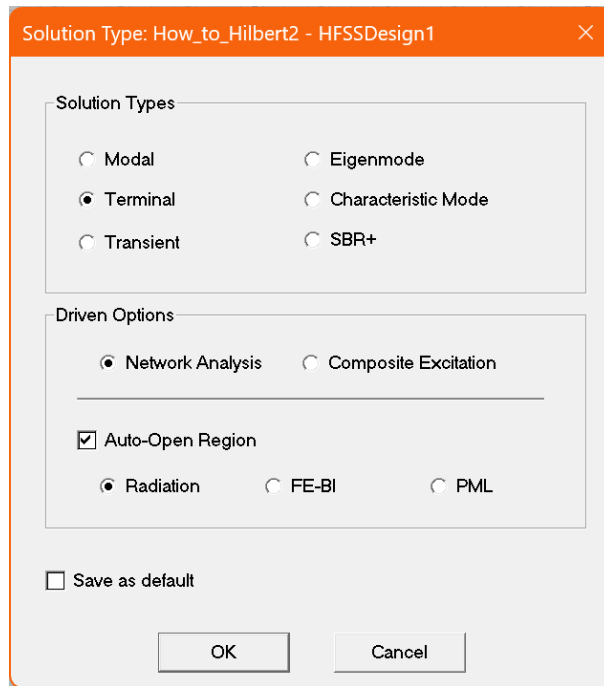 Solution Type: How_to_Hilbert2 - HFSSDesign1
Solution Types
Modal
Eigenmode
Terminal
Characteristic Mode
Transient
SBR+
Driven Options
Network Analysis
Composite Excitation
Auto-Open Region
Radiation
FE-BI
PML
Save as default
OK
Cancel